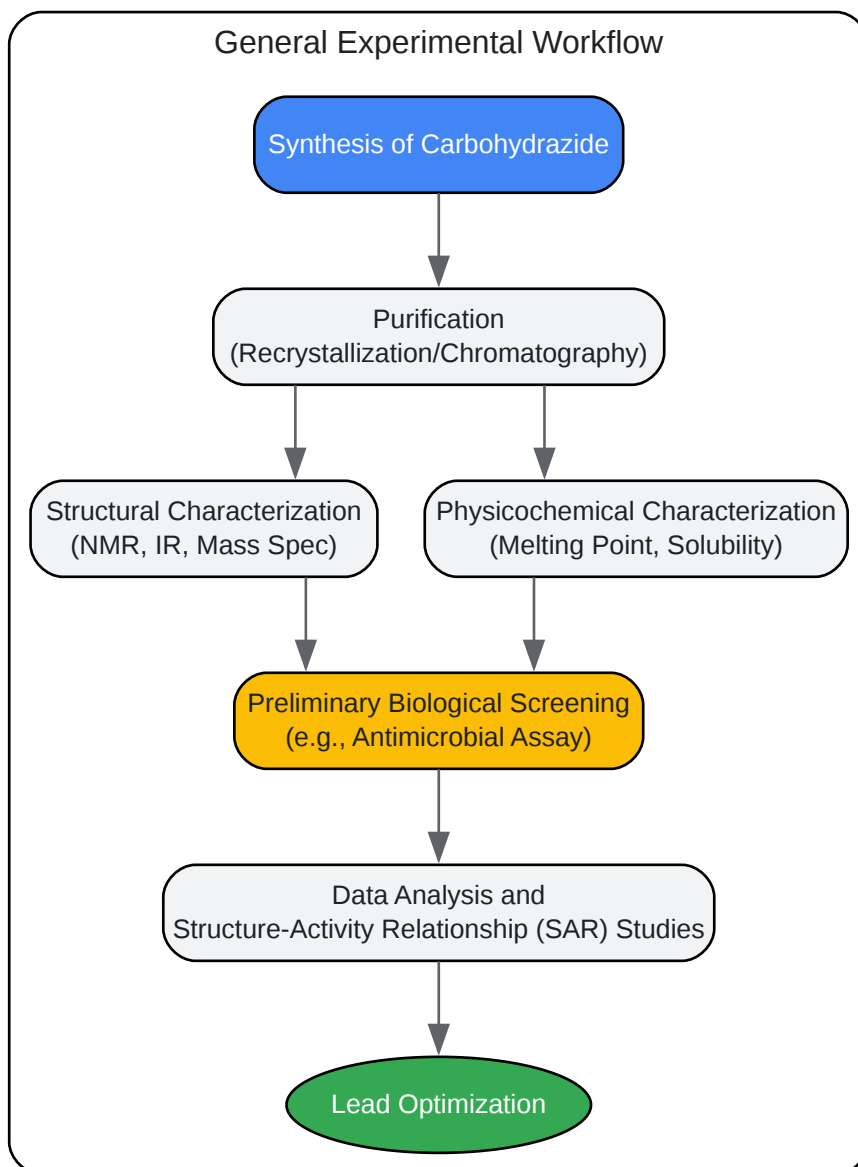 General Experimental Workflow
Synthesis of Carbohydrazide
Purification
(Recrystallization/Chromatography)
Structural Characterization
(NMR, IR, Mass Spec)
Physicochemical Characterization
(Melting Point, Solubility)
Preliminary Biological Screening
(e.g., Antimicrobial Assay)
Data Analysis and
Structure-Activity Relationship (SAR) Studies
Lead Optimization